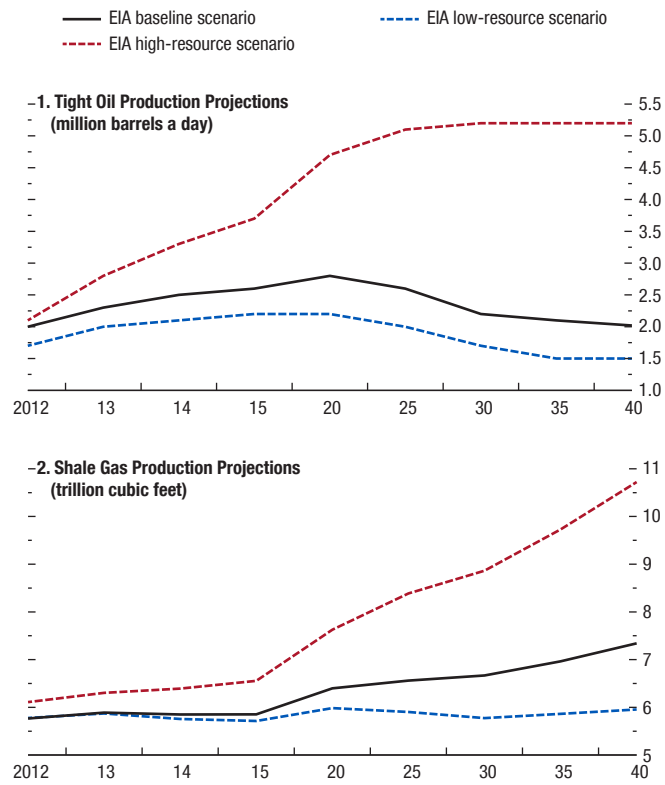 EIA baseline scenario
EIA low-resource scenario
EIA high-resource scenario
1. Tight Oil Production Projections
(million barrels a day)
5.5
5.0
4.5
4.0
3.5
3.0
2.5
2.0
1.5
1.0
2012 13 14 15 20 25 30 35 40
2. Shale Gas Production Projections
(trillion cubic feet)
11
10
9
8
7
6
5
2012 13 14 15 20 25 30 35 40